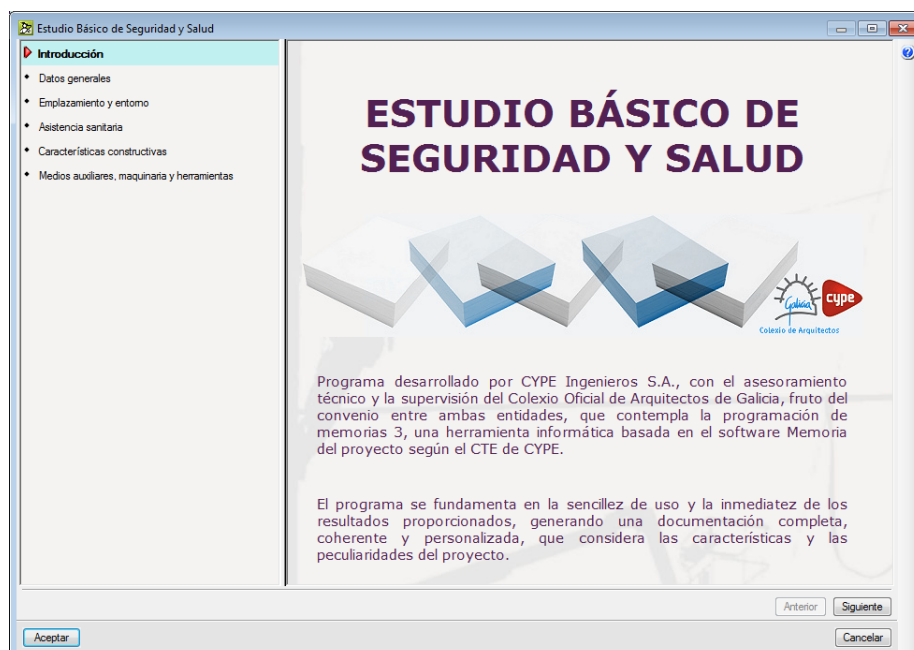 Estudio Básico de Seguridad y Salud
Introducción
Datos generales
Emplazamiento y entorno
Asistencia sanitaria
Características constructivas
Medios auxiliares, maquinaria y herramientas
ESTUDIO BÁSICO DE
SEGURIDAD Y SALUD
Galicia
cype
Colexio de Arquitectos
Programa desarrollado por CYPE Ingenieros S.A., con el asesoramiento
técnico y la supervisión del Colexio Oficial de Arquitectos de Galicia, fruto del
convenio entre ambas entidades, que contempla la programación de
memorias 3, una herramienta informática basada en el software Memoria
del proyecto según el CTE de CYPE.
El programa se fundamenta en la sencillez de uso y la inmediatez de los
resultados proporcionados, generando una documentación completa,
coherente y personalizada, que considera las características y las
peculiaridades del proyecto.
Anterior
Siguiente
Aceptar
Cancelar